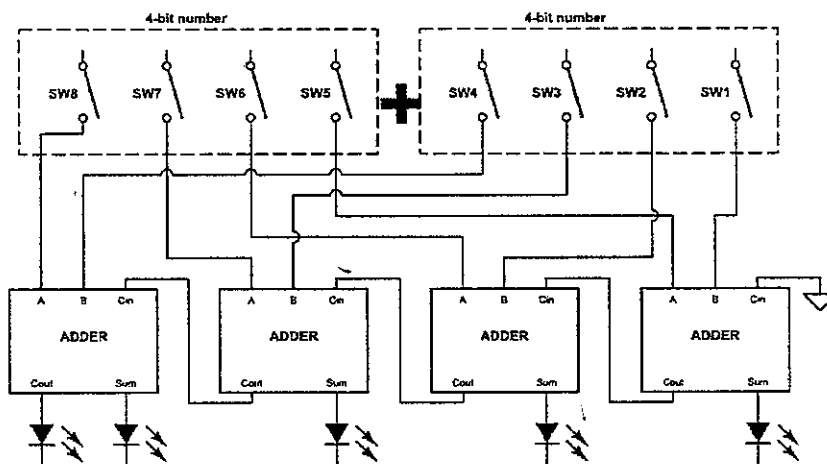 4-bit number 4-bit number
SW8 SW7 SW6 SW5 SW4 SW3 SW2 SW1
A B Cin A B Cin A B Cin A B Cin
ADDER ADDER ADDER ADDER
Cout Sum Cout Sum Cout Sum Cout Sum